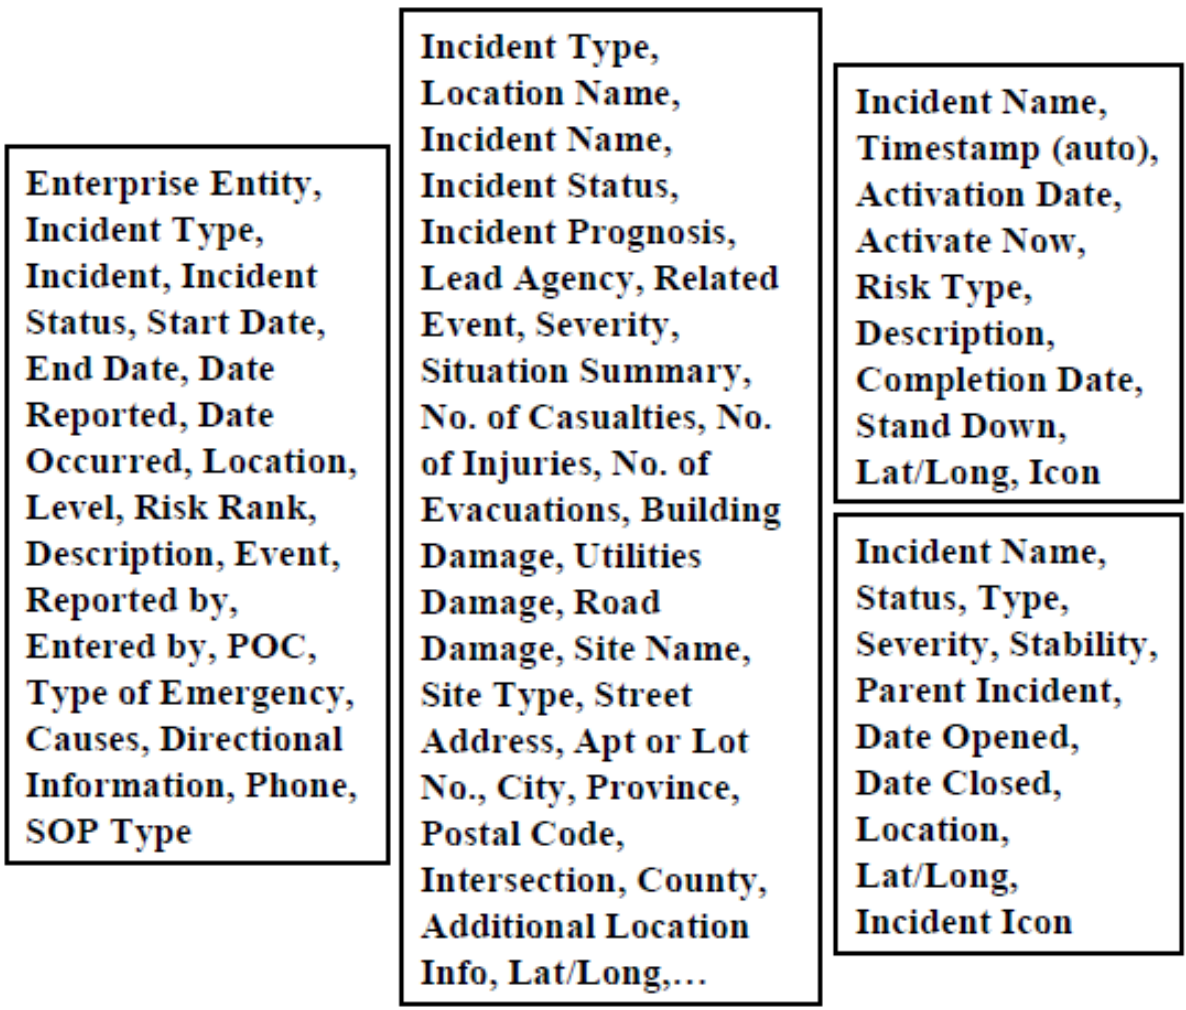 Enterprise Entity,
Incident Type,
Incident, Incident
Status, Start Date,
End Date, Date
Reported, Date
Occurred, Location,
Level, Risk Rank,
Description, Event,
Reported by,
Entered by, POC,
Type of Emergency,
Causes, Directional
Information, Phone,
SOP Type
Incident Type,
Location Name,
Incident Name,
Incident Status,
Incident Prognosis,
Lead Agency, Related
Event, Severity,
Situation Summary,
No. of Casualties, No.
of Injuries, No. of
Evacuations, Building
Damage, Utilities
Damage, Road
Damage, Site Name,
Site Type, Street
Address, Apt or Lot
No., City, Province,
Postal Code,
Intersection, County,
Additional Location
Info, Lat/Long,…
Incident Name,
Timestamp (auto),
Activation Date,
Activate Now,
Risk Type,
Description,
Completion Date,
Stand Down,
Lat/Long, Icon
Incident Name,
Status, Type,
Severity, Stability,
Parent Incident,
Date Opened,
Date Closed,
Location,
Lat/Long,
Incident Icon